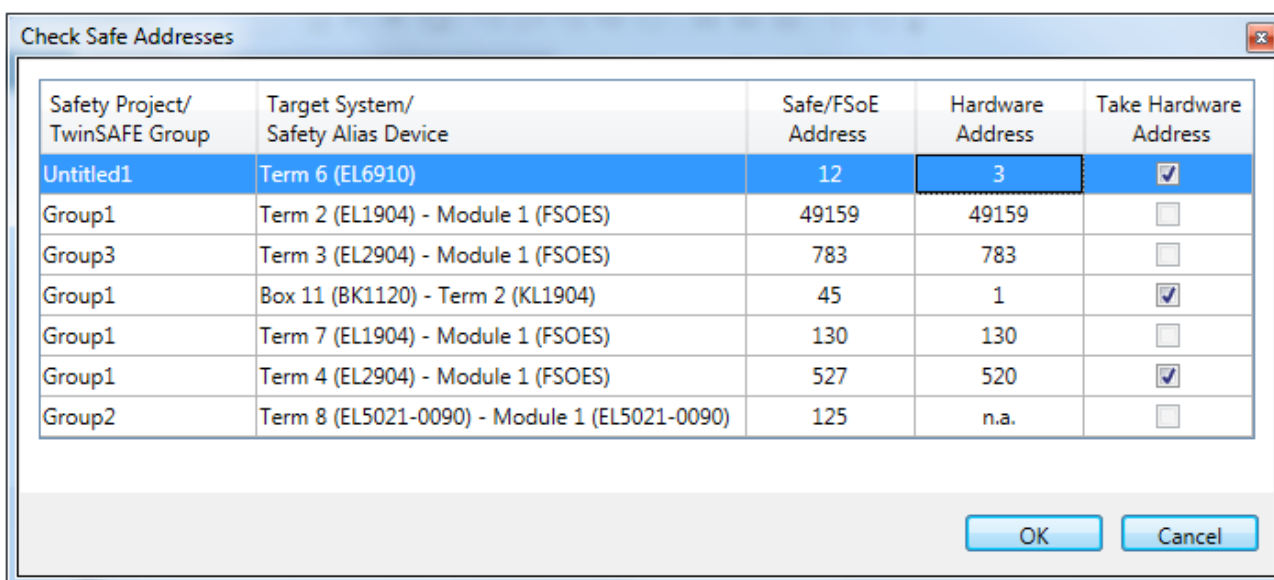 Check Safe Addresses
Safety Project/ Target System/ Safe/FSoE Hardware Take Hardware
TwinSAFE Group Safety Alias Device Address Address Address
Untitled1 Term 6 (EL6910) 12 3
Group1 Term 2 (EL1904) - Module 1 (FSOES) 49159 49159
Group3 Term 3 (EL2904) - Module 1 (FSOES) 783 783
Group1 Box 11 (BK1120) - Term 2 (KL1904) 45 1
Group1 Term 7 (EL1904) - Module 1 (FSOES) 130 130
Group1 Term 4 (EL2904) - Module 1 (FSOES) 527 520
Group2 Term 8 (EL5021-0090) - Module 1 (EL5021-0090) 125 n.a.
OK Cancel